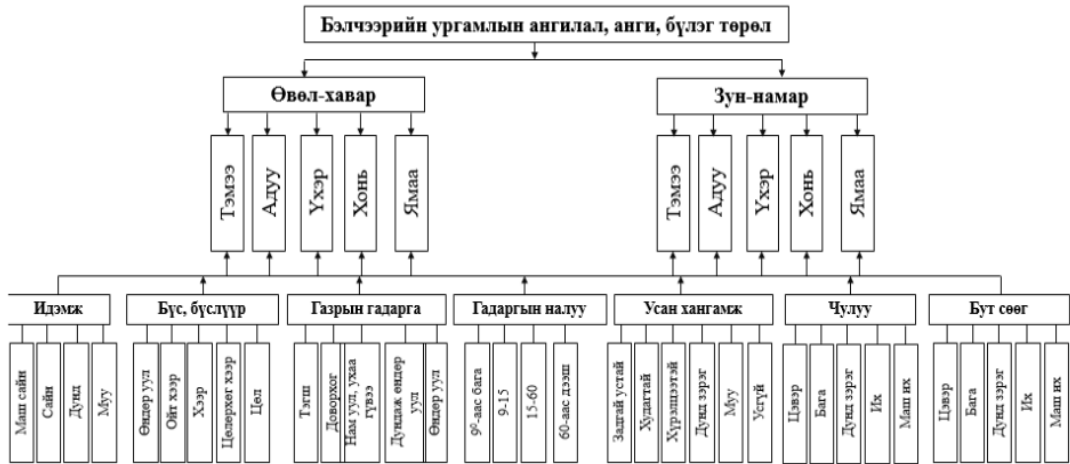 Бэлчээрийн ургамлын ангилал, анги, бүлэг төрөл
Өвөл-хавар
Зун-намар
Тэмээ
Адуу
Үхэр
Хонь
Ямаа
Тэмээ
Адуу
Үхэр
Хонь
Ямаа
Идэмж
Бүс, бүслүүр
Газрын гадарга
Гадаргын налуу
Усан хангамж
Чулуу
Бут сөөг
Маш сайн
Сайн
Дунд
Муу
Өндөр уул
Ойт хээр
Хээр
Цөлөрхөг хээр
Цөл
Тэгш
Доворхог
Нам уул, ухаа
гүвээ
Дундаж өндөр
уул
Өндөр уул
9⁰-аас бага
9-15
15-60
60-аас дээш
Задгай устай
Худагтай
Хүрэлцээтэй
Дунд зэрэг
Муу
Усгүй
Цэвэр
Бага
Дунд зэрэг
Их
Маш их
Цэвэр
Бага
Дунд зэрэг
Их
Маш их